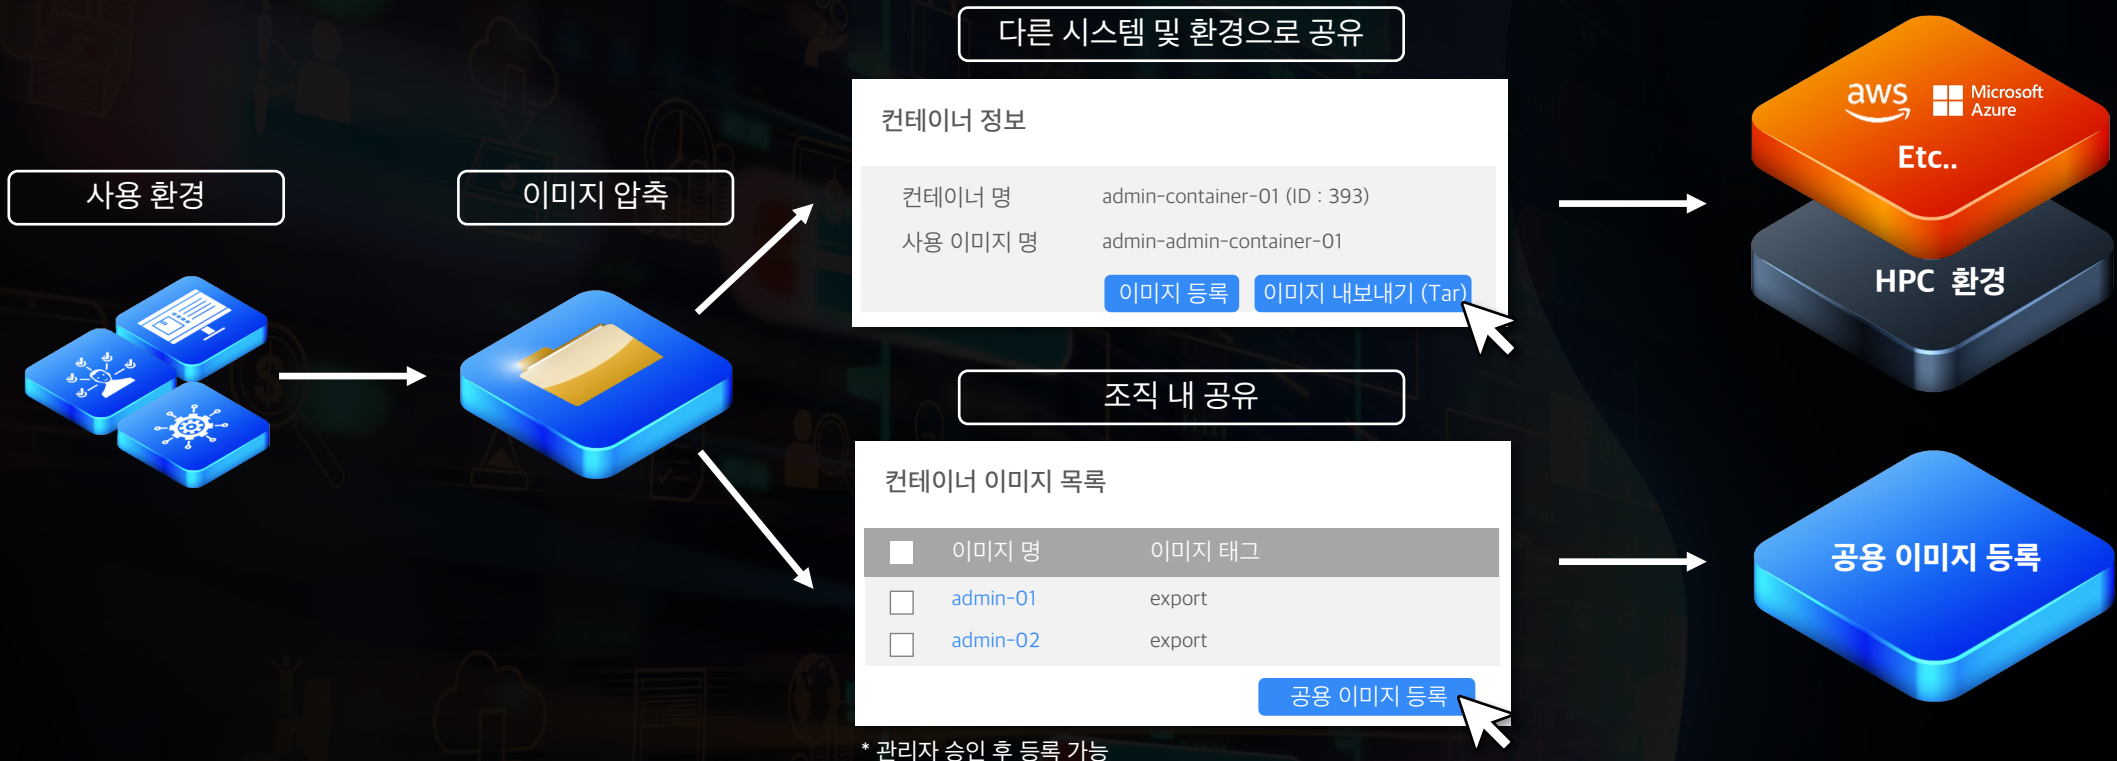 사용 환경
이미지 압축
다른 시스템 및 환경으로 공유
컨테이너 정보
컨테이너 명 admin-container-01 (ID : 393)
사용 이미지 명 admin-admin-container-01
이미지 등록 이미지 내보내기 (Tar)
aws Microsoft Azure
Etc..
HPC 환경
조직 내 공유
컨테이너 이미지 목록
이미지 명 이미지 태그
admin-01 export
admin-02 export
공용 이미지 등록
* 관리자 승인 후 등록 가능
공용 이미지 등록